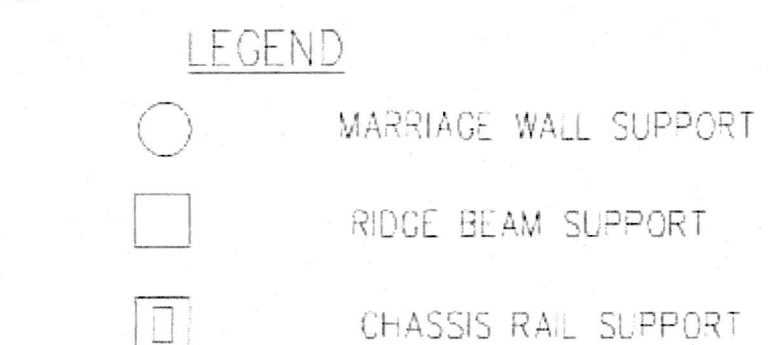 LEGEND
MARRIAGE WALL SUPPORT
RIDGE BEAM SUPPORT
CHASSIS RAIL SUPPORT